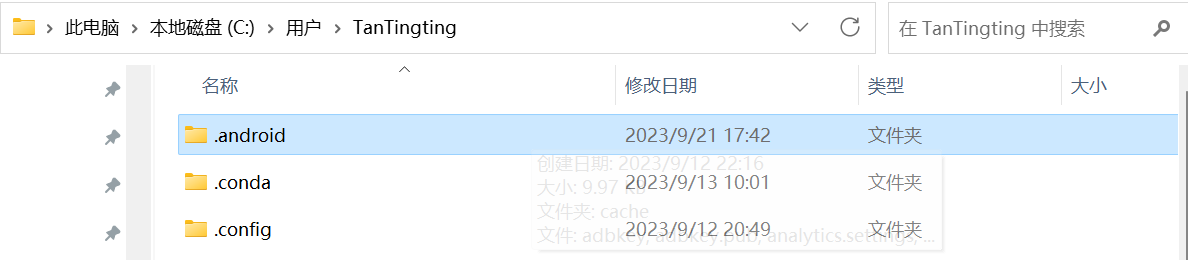 此电脑 > 本地磁盘 (C:) > 用户 > TanTingting
在 TanTingting 中搜索
名称 修改日期 类型 大小
.android 2023/9/21 17:42 文件夹
创建日期: 2023/9/12 22:16
.conda 2023/9/13 10:01 文件夹
大小: 9.97 KB
文件夹: cache
.config 2023/9/12 20:49 文件夹
文件: adbkey, adbkey.pub, analytics.settings, ...